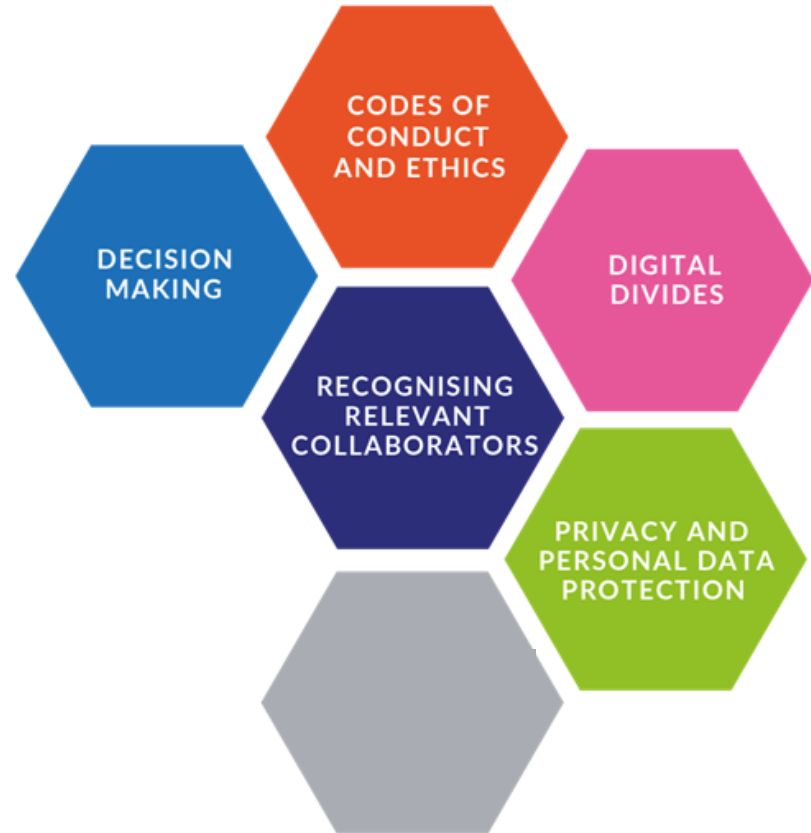 CODES OF
CONDUCT
AND ETHICS
DECISION
MAKING
DIGITAL
DIVIDES
RECOGNISING
RELEVANT
COLLABORATORS
PRIVACY AND
PERSONAL DATA
PROTECTION